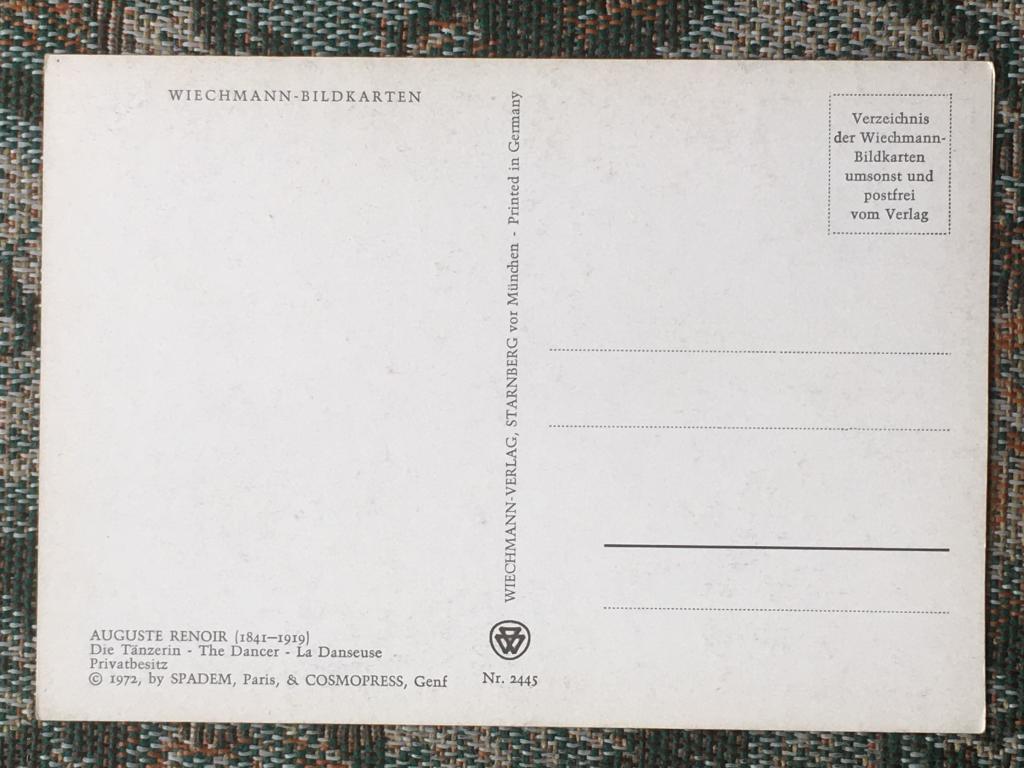 WIECHMANN-BILDKARTEN
WIECHMANN-VERLAG, STARNBERG vor München - Printed in Germany
Verzeichnis
der Wiechmann-
Bildkarten
umsonst und
postfrei
vom Verlag
AUGUSTE RENOIR (1841—1919)
Die Tänzerin - The Dancer - La Danseuse
Privatbesitz
© 1972, by SPADEM, Paris, & COSMOPRESS, Genf
Nr. 2445